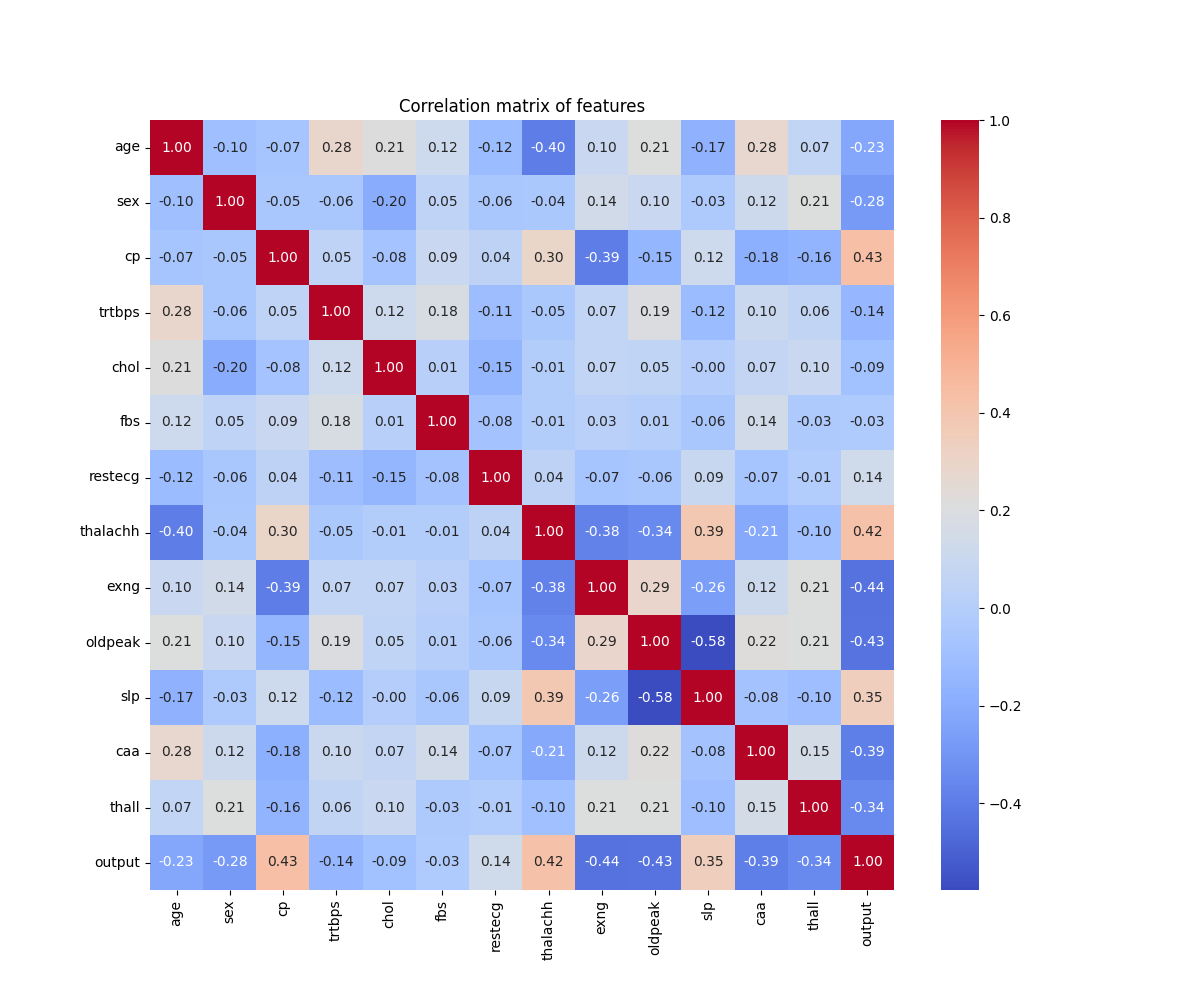 Correlation matrix of features
age 1.00 -0.10 -0.07 0.28 0.21 0.12 -0.12 -0.40 0.10 0.21 -0.17 0.28 0.07 -0.23
sex -0.10 1.00 -0.05 -0.06 -0.20 0.05 -0.06 -0.04 0.14 0.10 -0.03 0.12 0.21 -0.28
cp -0.07 -0.05 1.00 0.05 -0.08 0.09 0.04 0.30 -0.39 -0.15 0.12 -0.18 -0.16 0.43
trtbps 0.28 -0.06 0.05 1.00 0.12 0.18 -0.11 -0.05 0.07 0.19 -0.12 0.10 0.06 -0.14
chol 0.21 -0.20 -0.08 0.12 1.00 0.01 -0.15 -0.01 0.07 0.05 -0.00 0.07 0.10 -0.09
fbs 0.12 0.05 0.09 0.18 0.01 1.00 -0.08 -0.01 0.03 0.01 -0.06 0.14 -0.03 -0.03
restecg -0.12 -0.06 0.04 -0.11 -0.15 -0.08 1.00 0.04 -0.07 -0.06 0.09 -0.07 -0.01 0.14
thalachh -0.40 -0.04 0.30 -0.05 -0.01 -0.01 0.04 1.00 -0.38 -0.34 0.39 -0.21 -0.10 0.42
exng 0.10 0.14 -0.39 0.07 0.07 0.03 -0.07 -0.38 1.00 0.29 -0.26 0.12 0.21 -0.44
oldpeak 0.21 0.10 -0.15 0.19 0.05 0.01 -0.06 -0.34 0.29 1.00 -0.58 0.22 0.21 -0.43
slp -0.17 -0.03 0.12 -0.12 -0.00 -0.06 0.09 0.39 -0.26 -0.58 1.00 -0.08 -0.10 0.35
caa 0.28 0.12 -0.18 0.10 0.07 0.14 -0.07 -0.21 0.12 0.22 -0.08 1.00 0.15 -0.39
thall 0.07 0.21 -0.16 0.06 0.10 -0.03 -0.01 -0.10 0.21 0.21 -0.10 0.15 1.00 -0.34
output -0.23 -0.28 0.43 -0.14 -0.09 -0.03 0.14 0.42 -0.44 -0.43 0.35 -0.39 -0.34 1.00
age sex cp trtbps chol fbs restecg thalachh exng oldpeak slp caa thall output
1.0
0.8
0.6
0.4
0.2
0.0
−0.2
−0.4